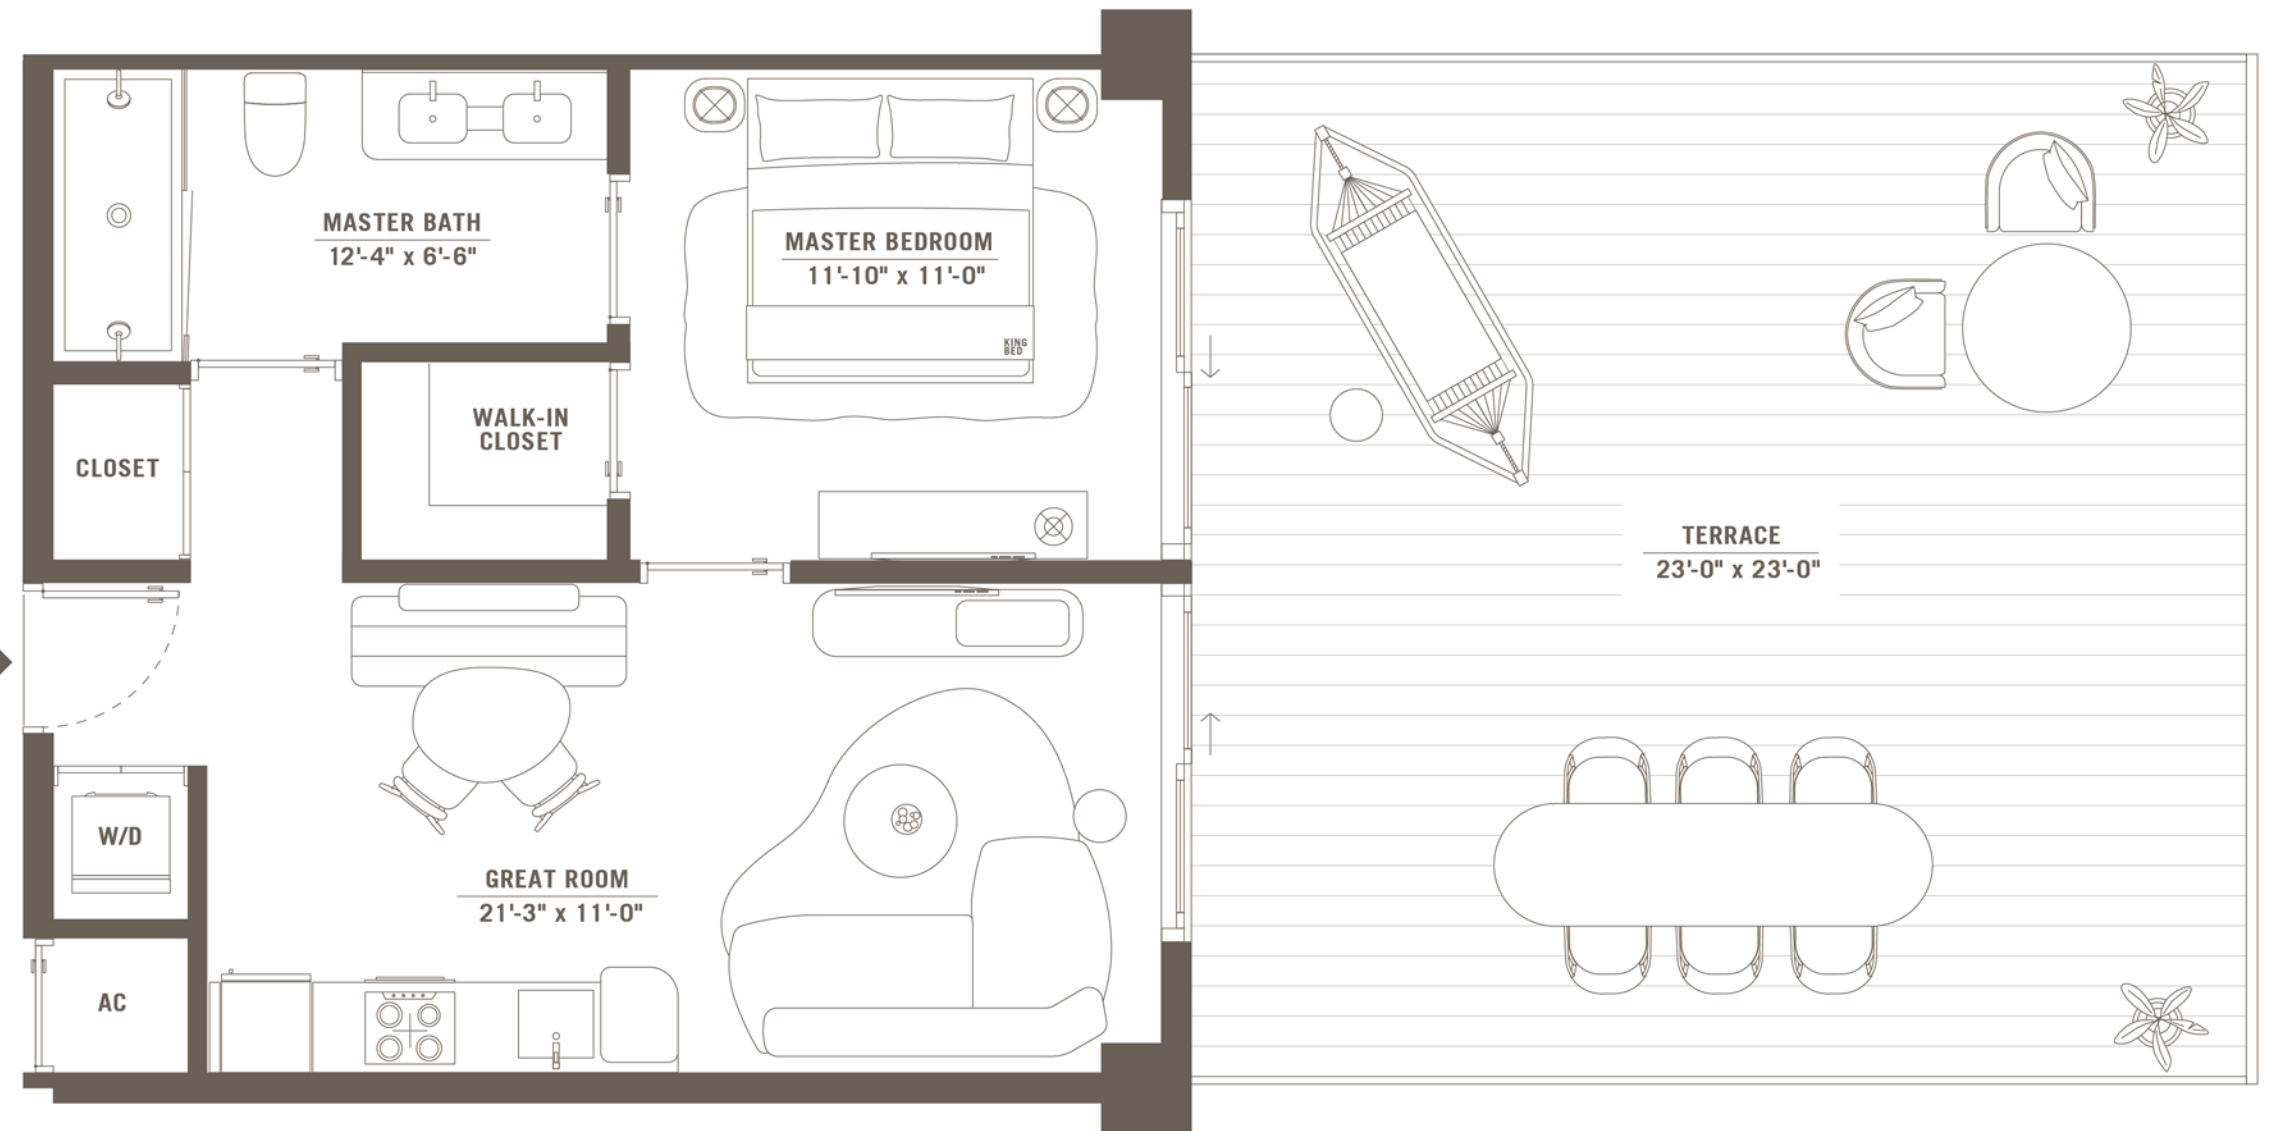 MASTER BATH
12'-4" x 6'-6"
MASTER BEDROOM
11'-10" x 11'-0"
KING
BED
WALK-IN
CLOSET
CLOSET
TERRACE
23'-0" x 23'-0"
W/D
GREAT ROOM
21'-3" x 11'-0"
AC